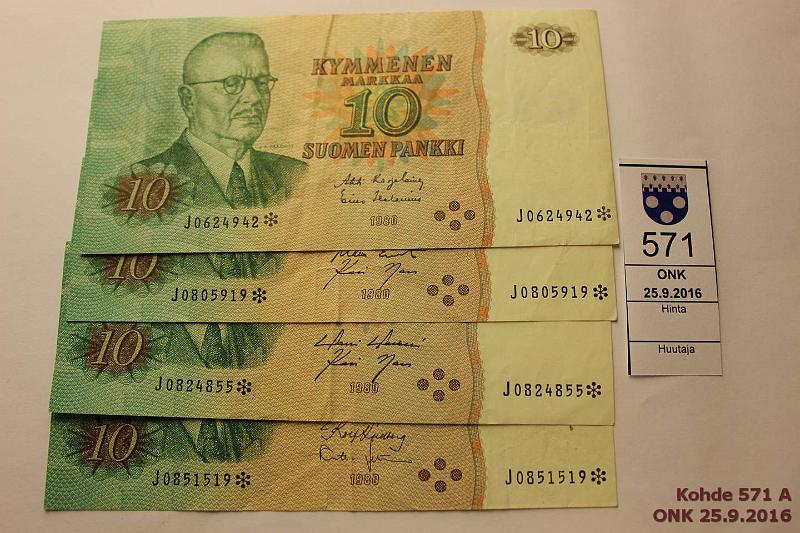 10
KYMMENEN
MARKKAA
10
SUOMEN PANKKI
10
J0624942*
1980
J0624942*
10
J0805919*
1980
J0805919*
10
J0824855*
1980
J0824855*
10
J0851519*
1980
J0851519*
571
ONK
25.9.2016
Hinta
Huutaja
Kohde 571 A
ONK 25.9.2016